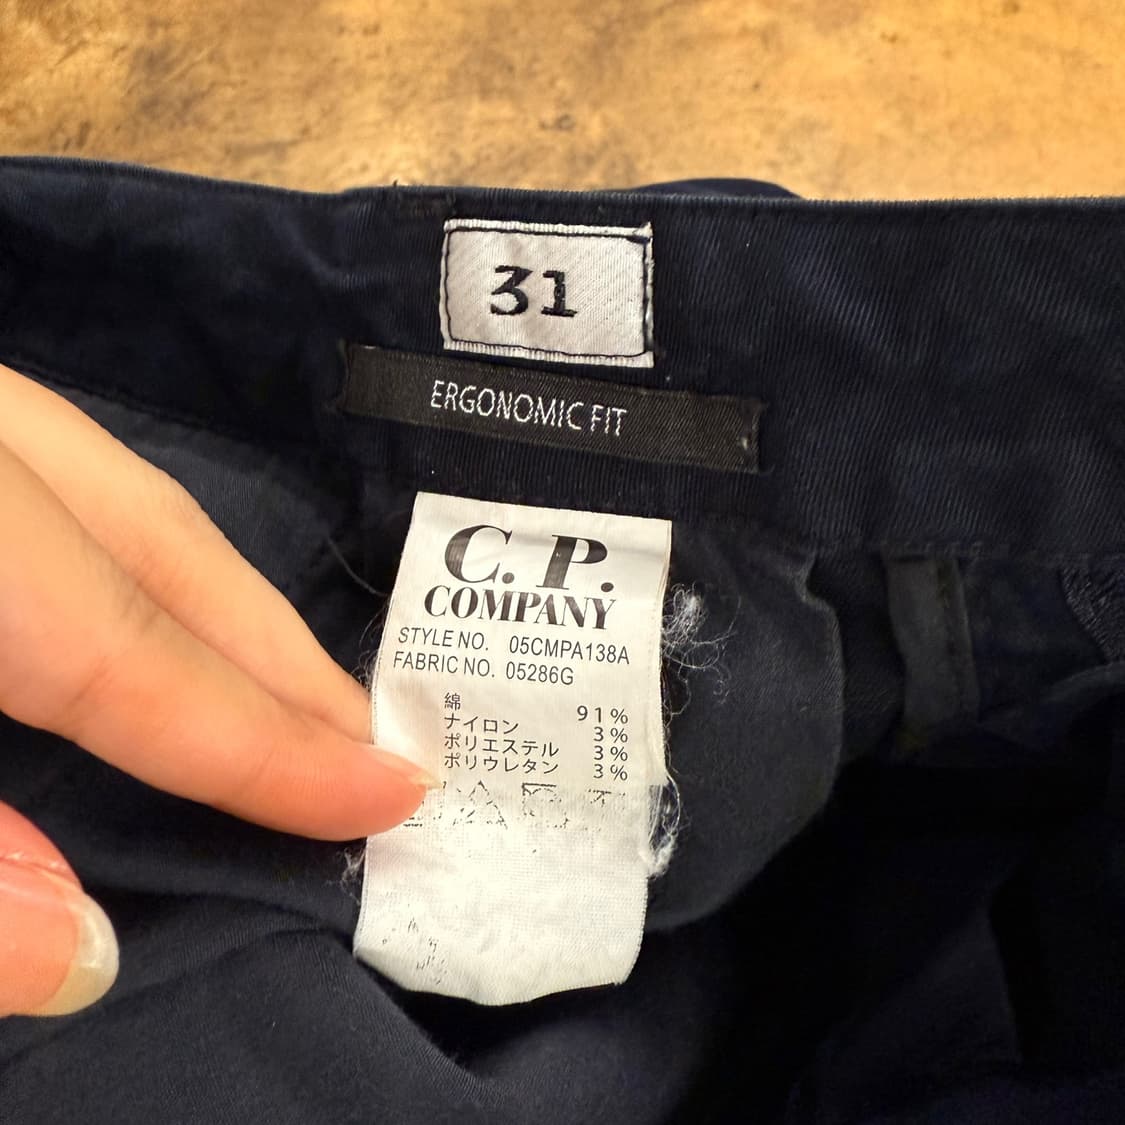 31
ERGONOMIC FIT
C. P.
COMPANY
STYLE NO. 05CMPA138A
FABRIC NO. 05286G
綿 91%
ナイロン 3%
ポリエステル 3%
ポリウレタン 3%